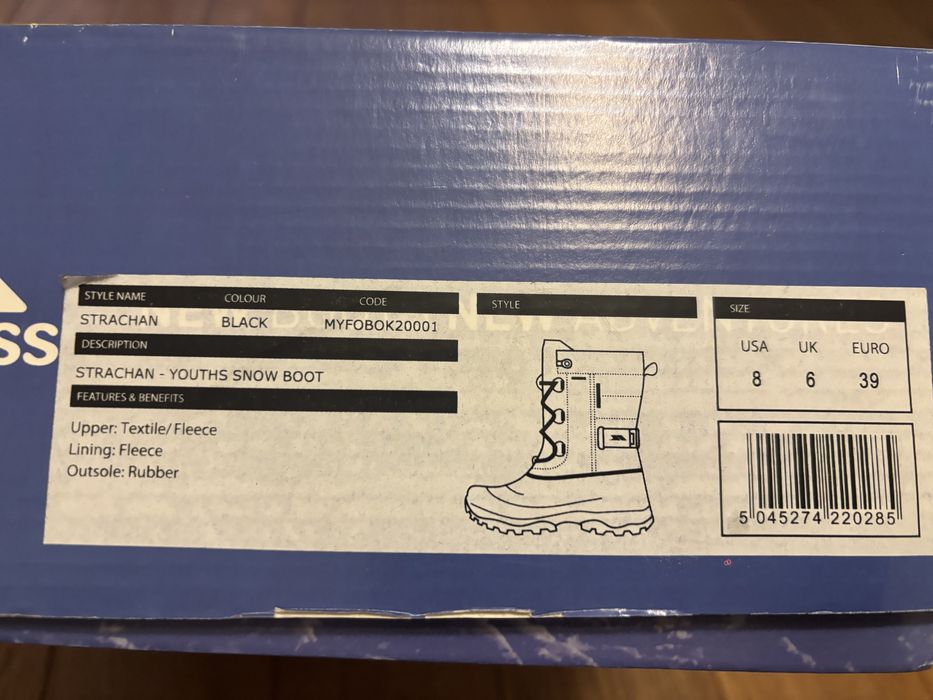 SS
STYLE NAME COLOUR CODE
STRACHAN BLACK MYFOBOK20001
DESCRIPTION
STRACHAN - YOUTHS SNOW BOOT
FEATURES & BENEFITS
Upper: Textile/Fleece
Lining: Fleece
Outsole: Rubber
STYLE
SIZE
USA UK EURO
8 6 39
5 045274 220285